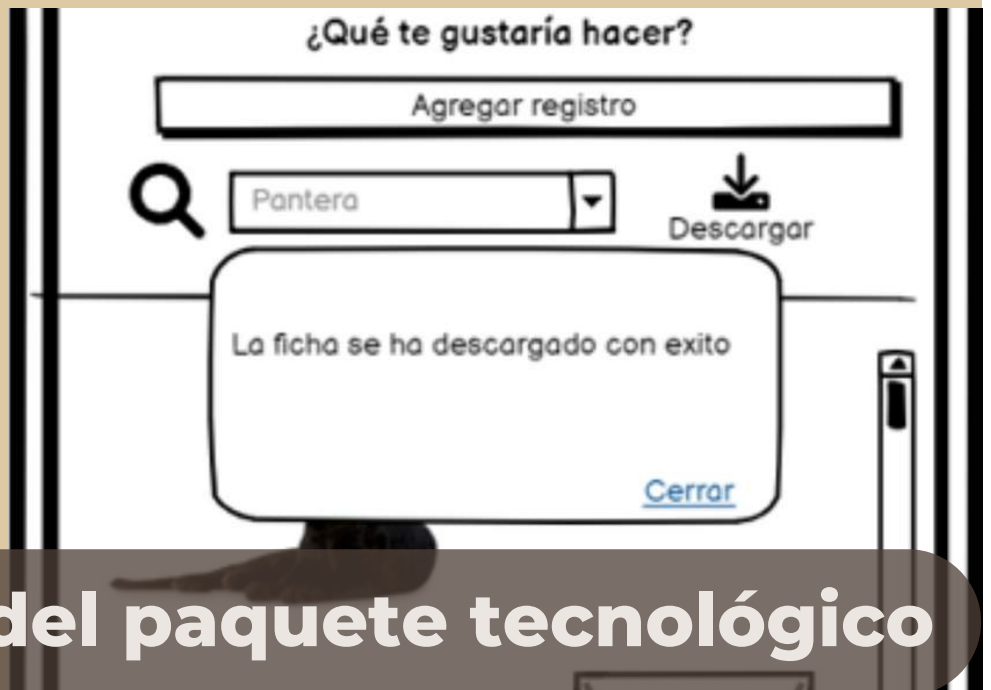 ¿Qué te gustaría hacer?
Agregar registro
Pantera
Descargar
La ficha se ha descargado con exito
Cerrar
del paquete tecnológico